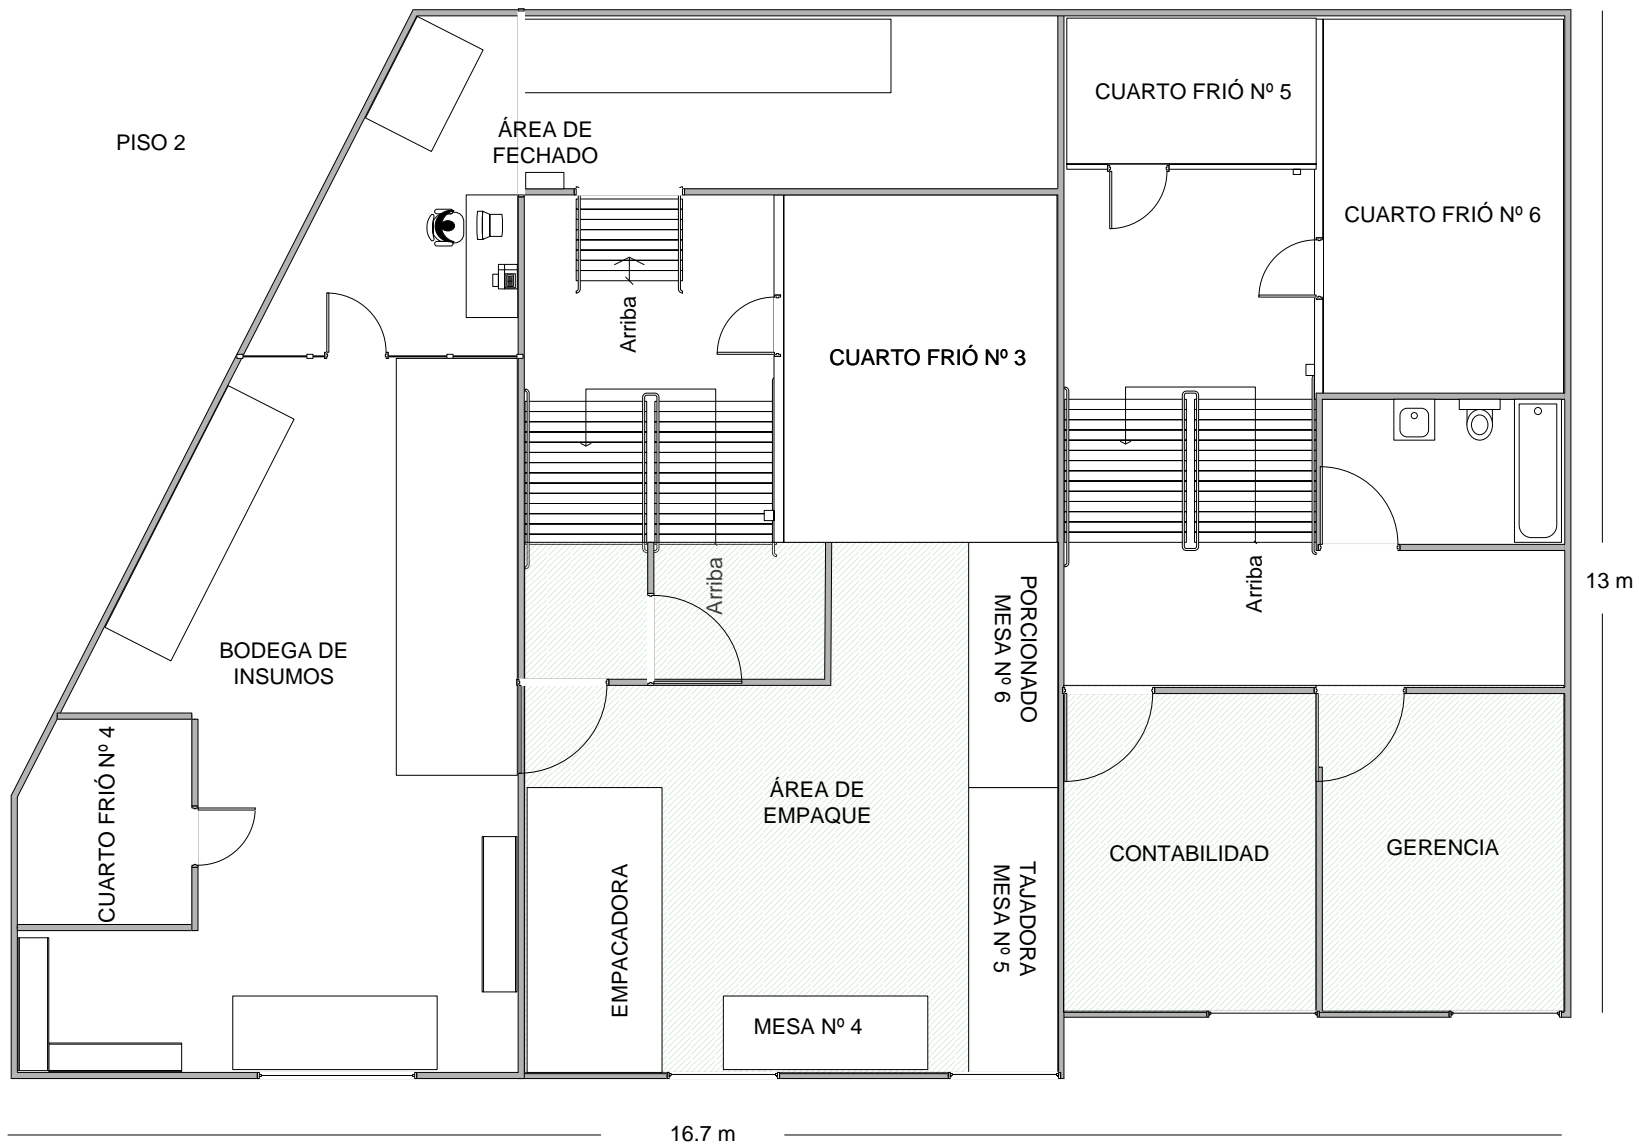 PISO 2
ÁREA DE
FECHADO
CUARTO FRIÓ Nº 5
CUARTO FRIÓ Nº 6
Arriba
CUARTO FRIÓ Nº 3
Arriba
Arriba
13 m
PORCIONADO
MESA Nº 6
BODEGA DE
INSUMOS
CUARTO FRIÓ Nº 4
ÁREA DE
EMPAQUE
CONTABILIDAD
GERENCIA
EMPACADORA
TAJADORA
MESA Nº 5
MESA Nº 4
16.7 m